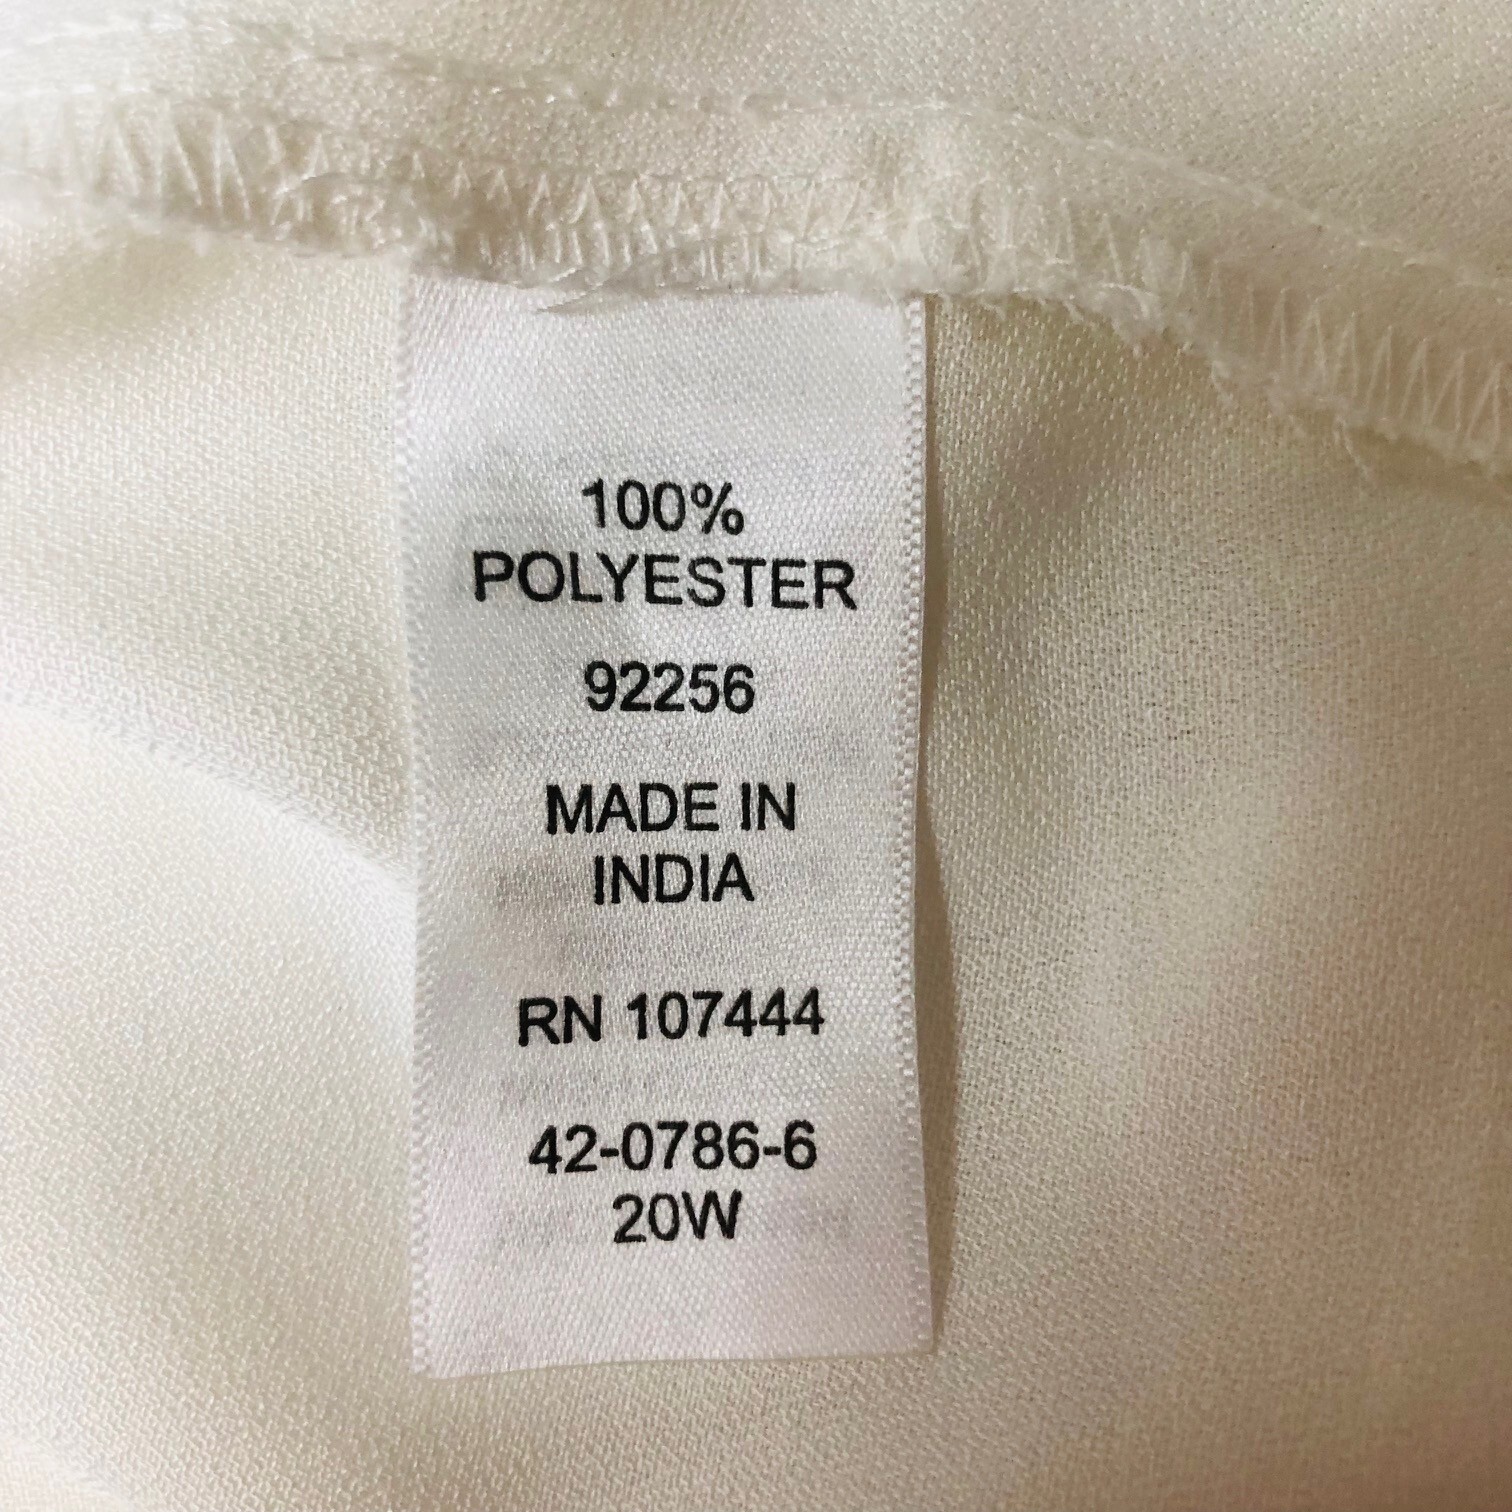 100%
POLYESTER
92256
MADE IN
INDIA
RN 107444
42-0786-6
20W